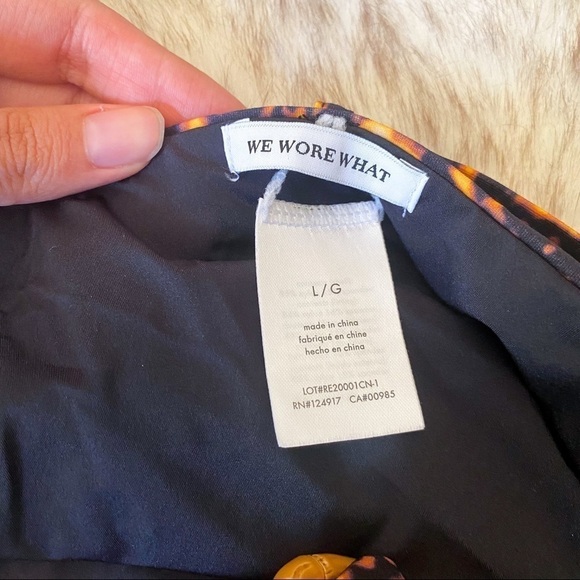 WE WORE WHAT
L/G
made in china
fabriqué en chine
hecho en china
LOT#RE20001CN-1
RN#124917 CA#00985